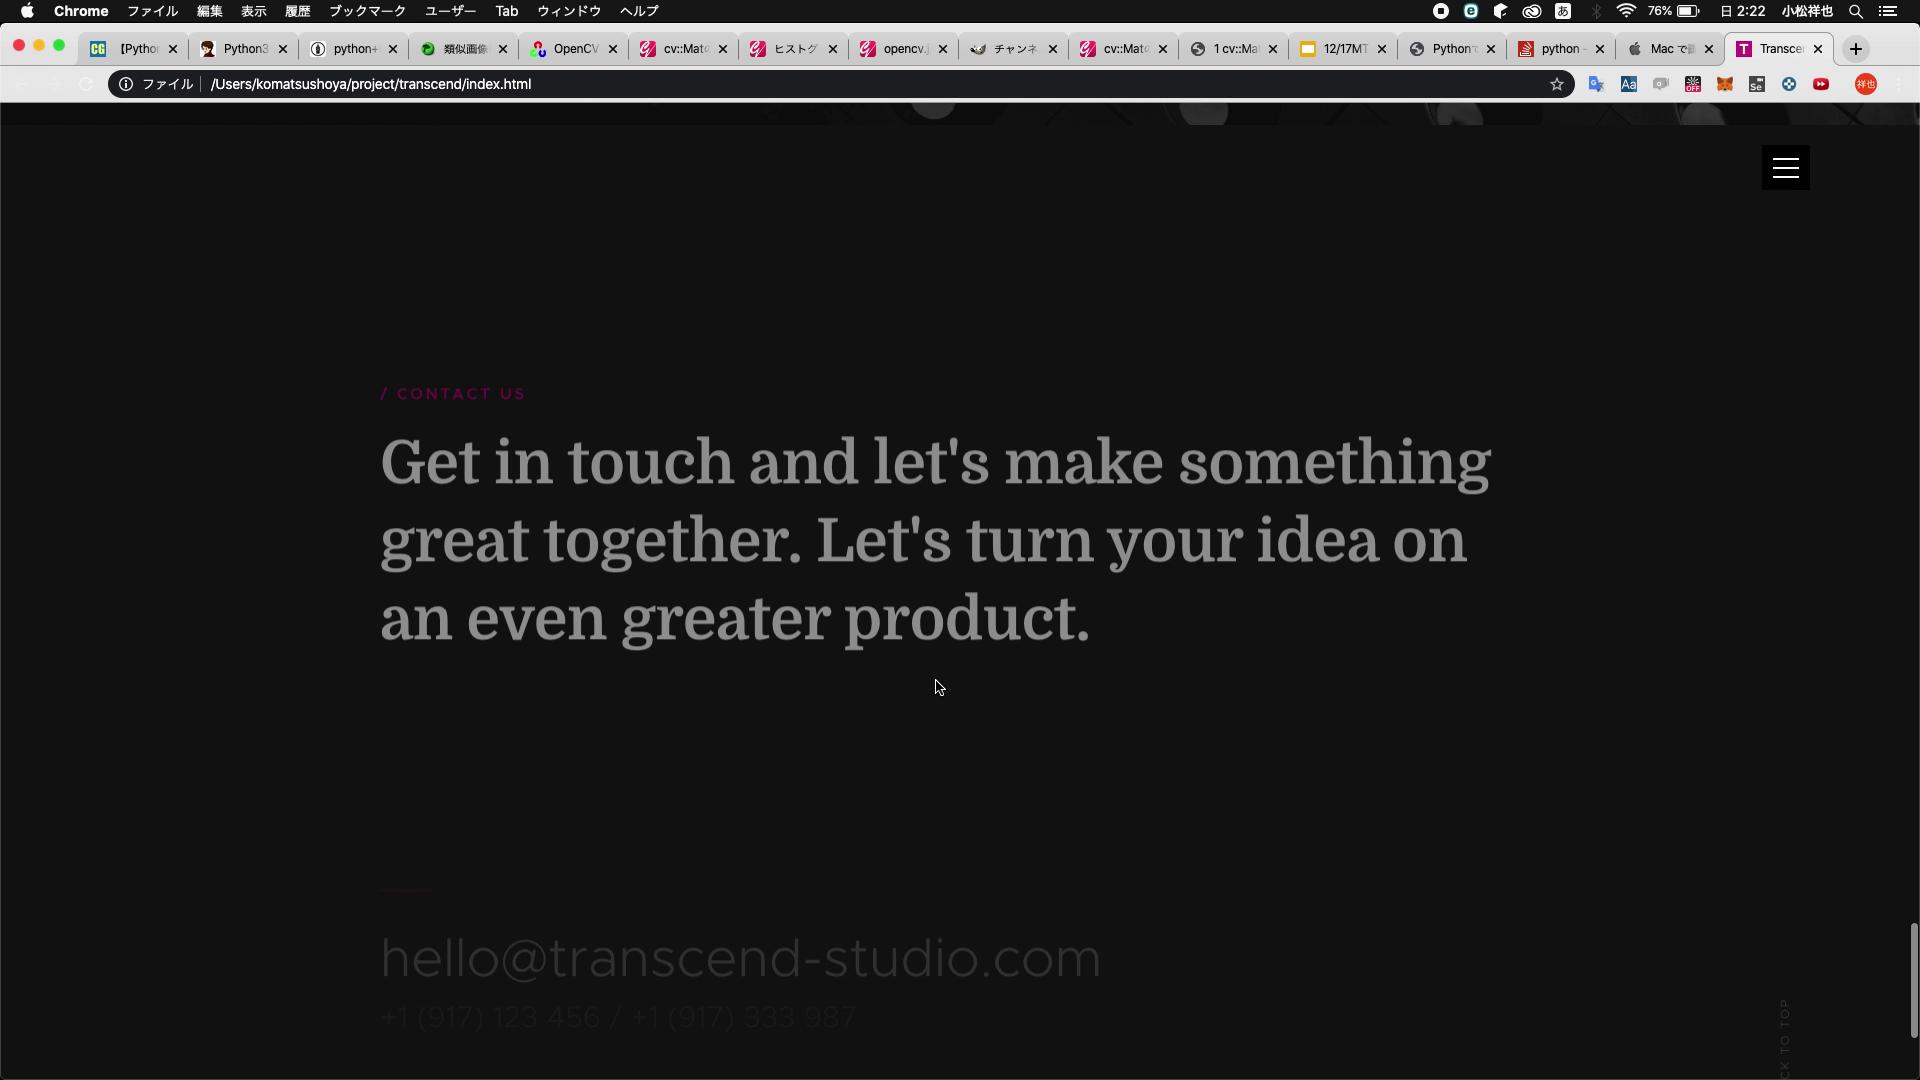 Chrome ファイル 編集 表示 履歴 ブックマーク ユーザー Tab ウィンドウ ヘルプ 76% 日 2:22 小松祥也
【Pytho Python3 python+ 類似画像 OpenCV cv::Mat ヒストグ opencv. チャンネ cv::Mat 1 cv::Ma 12/17MT Python python - Mac で Transce
ファイル /Users/komatsushoya/project/transcend/index.html 祥也
/ CONTACT US
Get in touch and let's make something
great together. Let's turn your idea on
an even greater product.
hello@transcend-studio.com
+1 (917) 123 456 / +1 (917) 333 987
CK TO TOP